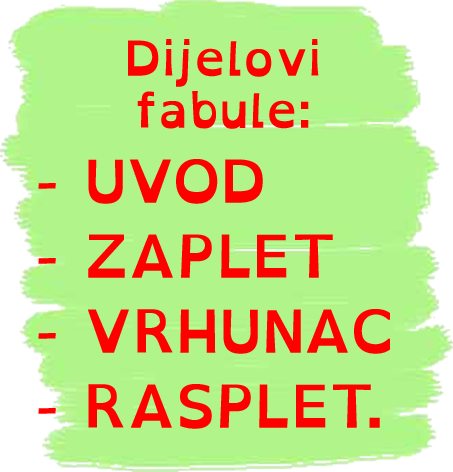 Dijelovi
fabule:
- UVOD
- ZAPLET
- VRHUNAC
- RASPLET.